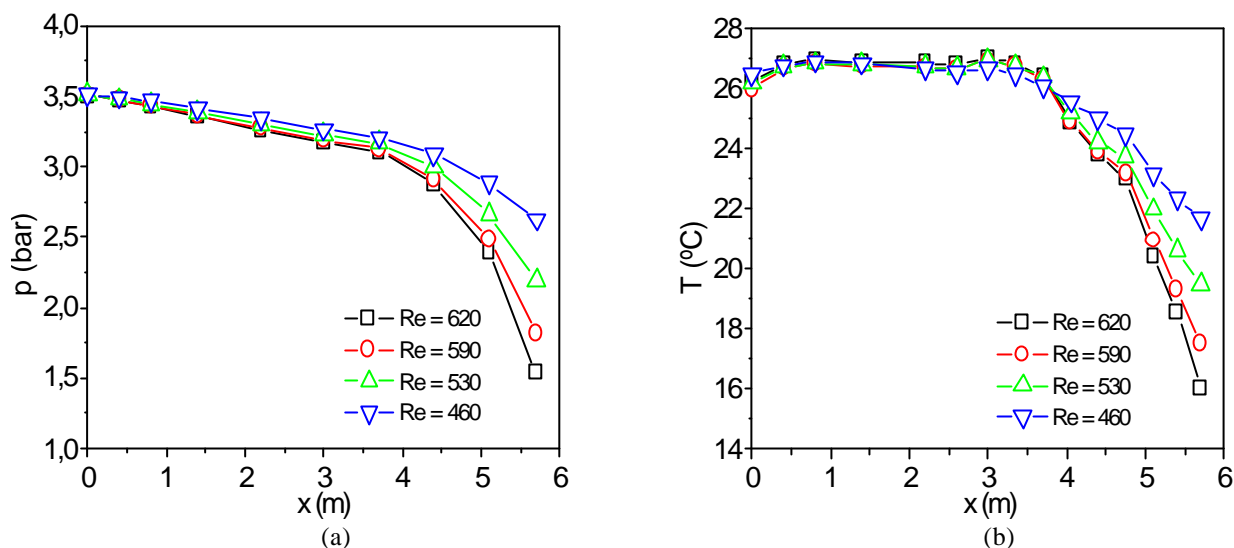 4,0
3,5
3,0
2,5
2,0
1,5
1,0
p (bar)
0 1 2 3 4 5 6
x (m)
Re = 620
Re = 590
Re = 530
Re = 460
(a)
28
26
24
22
20
18
16
14
T (ºC)
0 1 2 3 4 5 6
x (m)
Re = 620
Re = 590
Re = 530
Re = 460
(b)